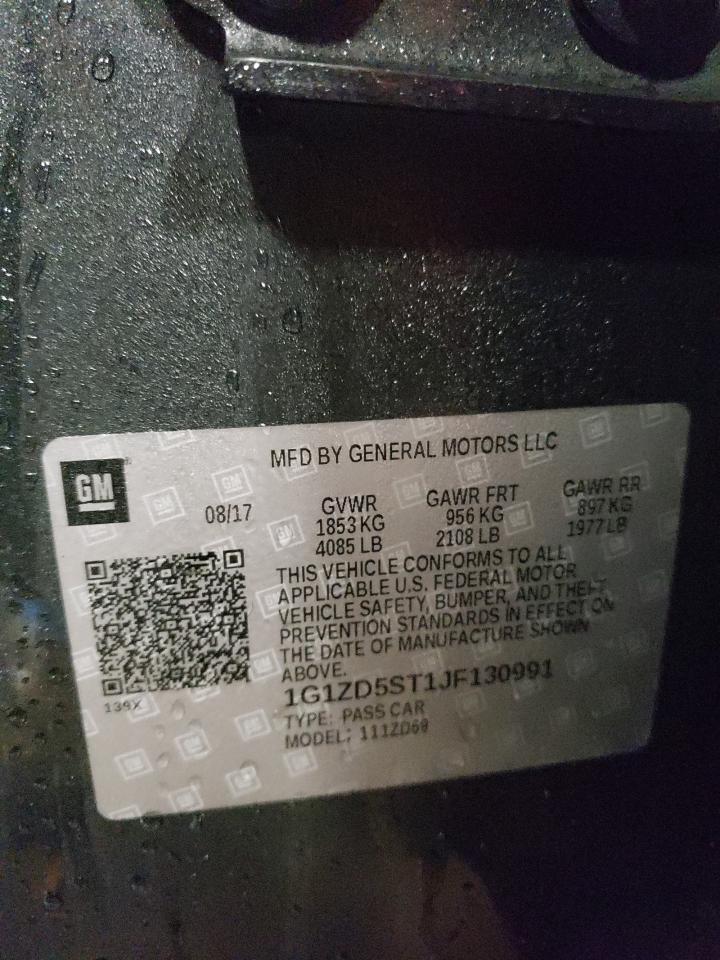 GM
MFD BY GENERAL MOTORS LLC
08/17
GVWR
1853 KG
4085 LB
GAWR FRT
956 KG
2108 LB
GAWR RR
897 KG
1977 LB
THIS VEHICLE CONFORMS TO ALL
APPLICABLE U.S. FEDERAL MOTOR
VEHICLE SAFETY, BUMPER, AND THEFT
PREVENTION STANDARDS IN EFFECT ON
THE DATE OF MANUFACTURE SHOWN
ABOVE.
1G1ZD5ST1JF130991
TYPE: PASS CAR
MODEL: 111ZD69
139X